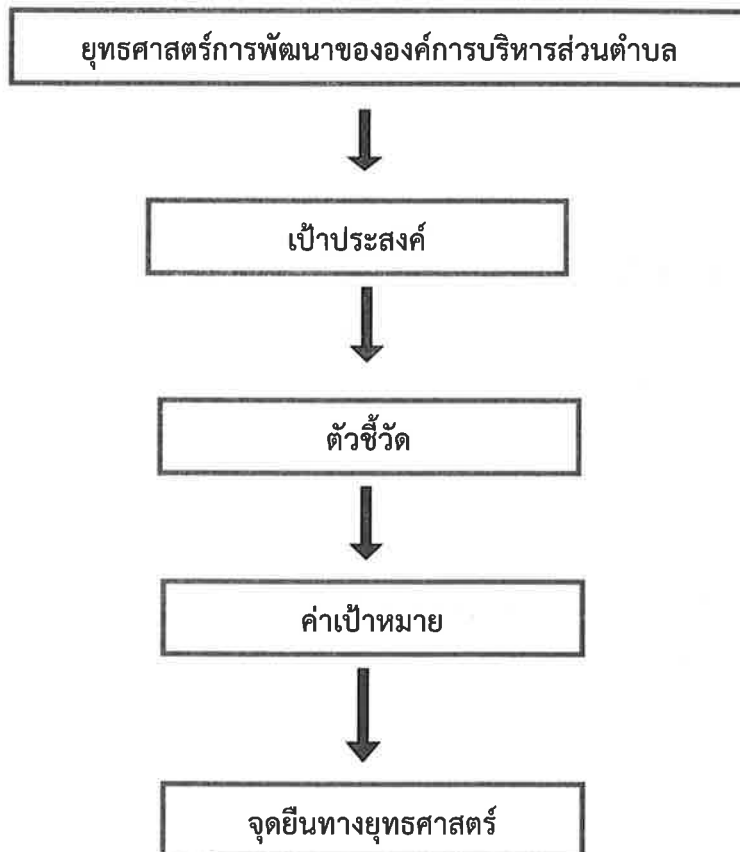 ยุทธศาสตร์การพัฒนาขององค์การบริหารส่วนตำบล
เป้าประสงค์
ตัวชี้วัด
ค่าเป้าหมาย
จุดยืนทางยุทธศาสตร์